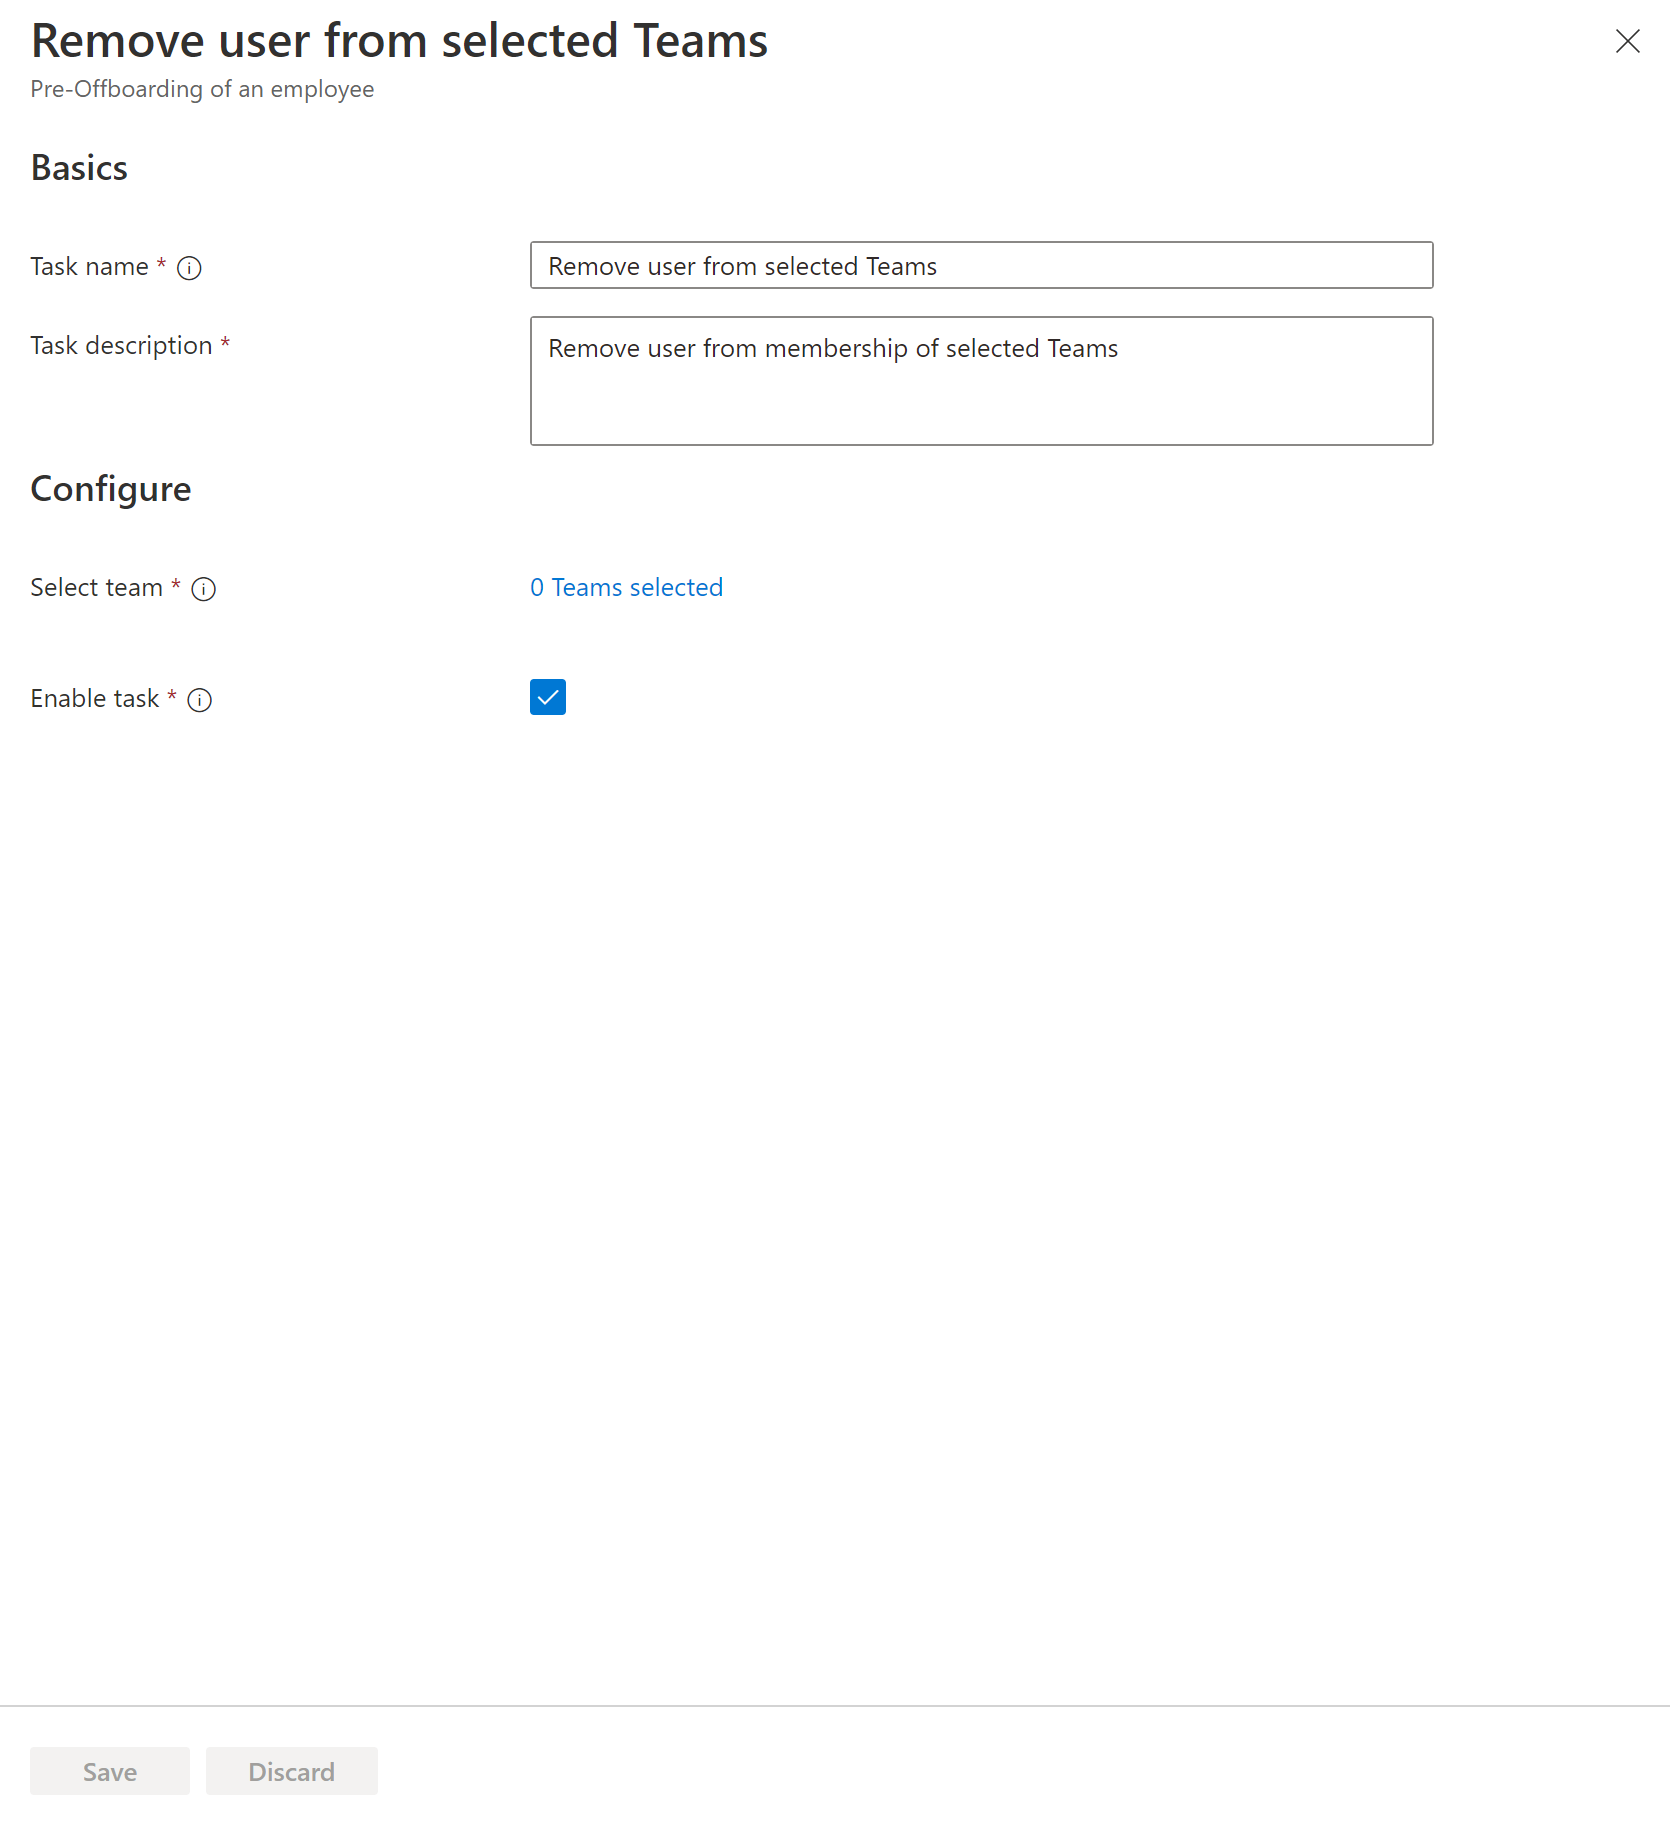 Remove user from selected Teams
Pre-Offboarding of an employee
Basics
Task name *
Remove user from selected Teams
Task description *
Remove user from membership of selected Teams
Configure
Select team *
0 Teams selected
Enable task *
Save
Discard